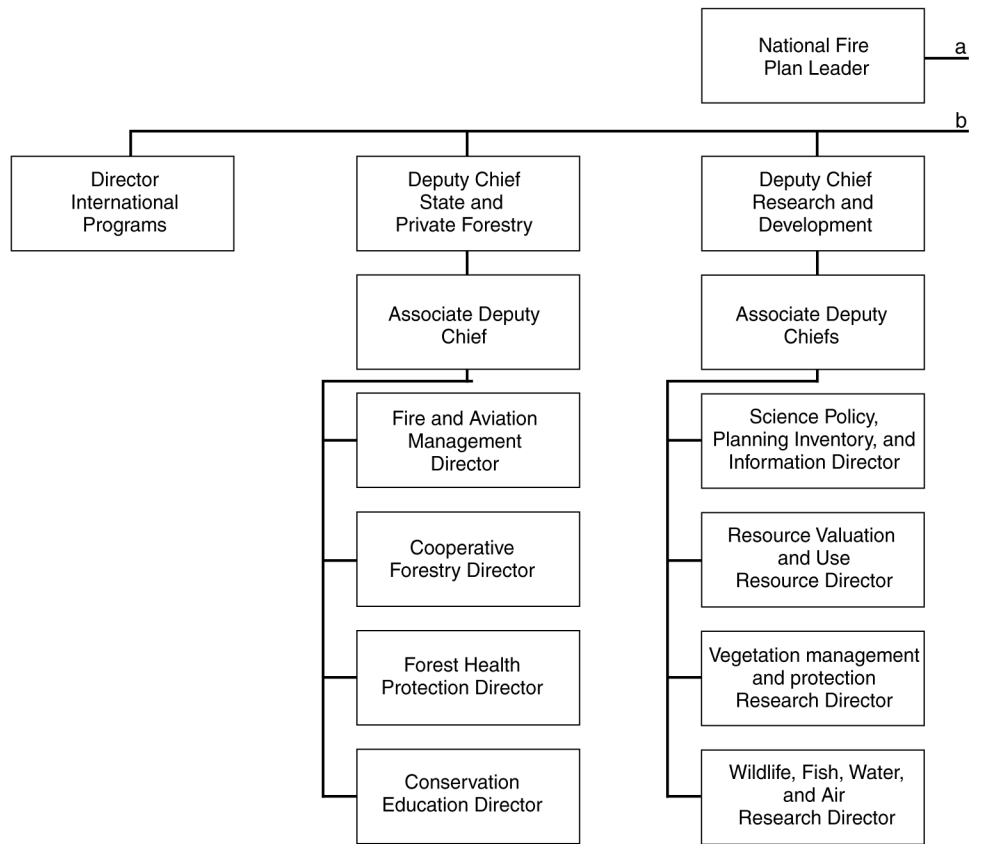 National Fire
Plan Leader
a
b
Director
International
Programs
Deputy Chief
State and
Private Forestry
Deputy Chief
Research and
Development
Associate Deputy
Chief
Associate Deputy
Chiefs
Fire and Aviation
Management
Director
Science Policy,
Planning Inventory, and
Information Director
Cooperative
Forestry Director
Resource Valuation
and Use
Resource Director
Forest Health
Protection Director
Vegetation management
and protection
Research Director
Conservation
Education Director
Wildlife, Fish, Water,
and Air
Research Director